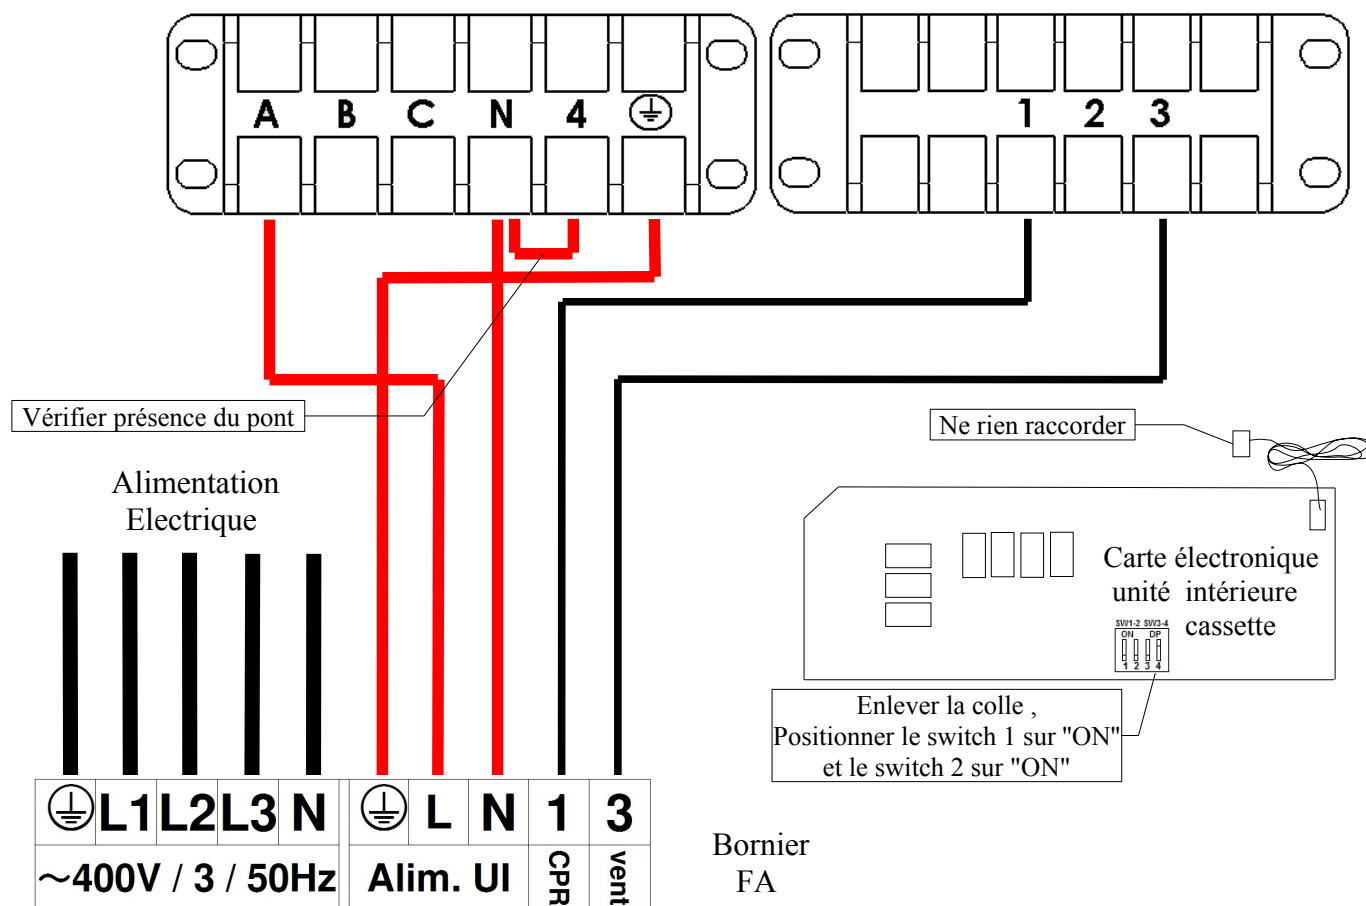 A B C N 4
1 2 3
Vérifier présence du pont
Ne rien raccorder
Alimentation
Electrique
Carte électronique
unité intérieure
cassette
SW1-2 SW3-4
ON DP
1 2 3 4
Enlever la colle ,
Positionner le switch 1 sur "ON"
et le switch 2 sur "ON"
L1 L2 L3 N
L N 1 3
~400V / 3 / 50Hz
Alim. UI
CPR
vent
Bornier
FA